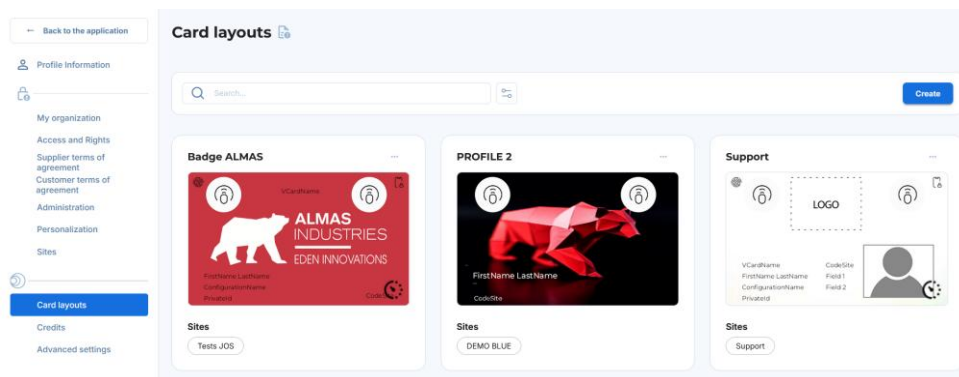 ← Back to the application
Card layouts
Profile Information
Search...
Create
My organization
Access and Rights
Supplier terms of
agreement
Customer terms of
agreement
Administration
Personalization
Sites
Card layouts
Credits
Advanced settings
Badge ALMAS
...
VCardName
ALMAS
INDUSTRIES
EDEN INNOVATIONS
FirstName LastName
ConfigurationName
PrivateId
CodeSite
Sites
Tests JOS
PROFILE 2
...
FirstName LastName
CodeSite
Sites
DEMO BLUE
Support
...
LOGO
VCardName CodeSite
FirstName LastName Field 1
ConfigurationName Field 2
PrivateId
Sites
Support